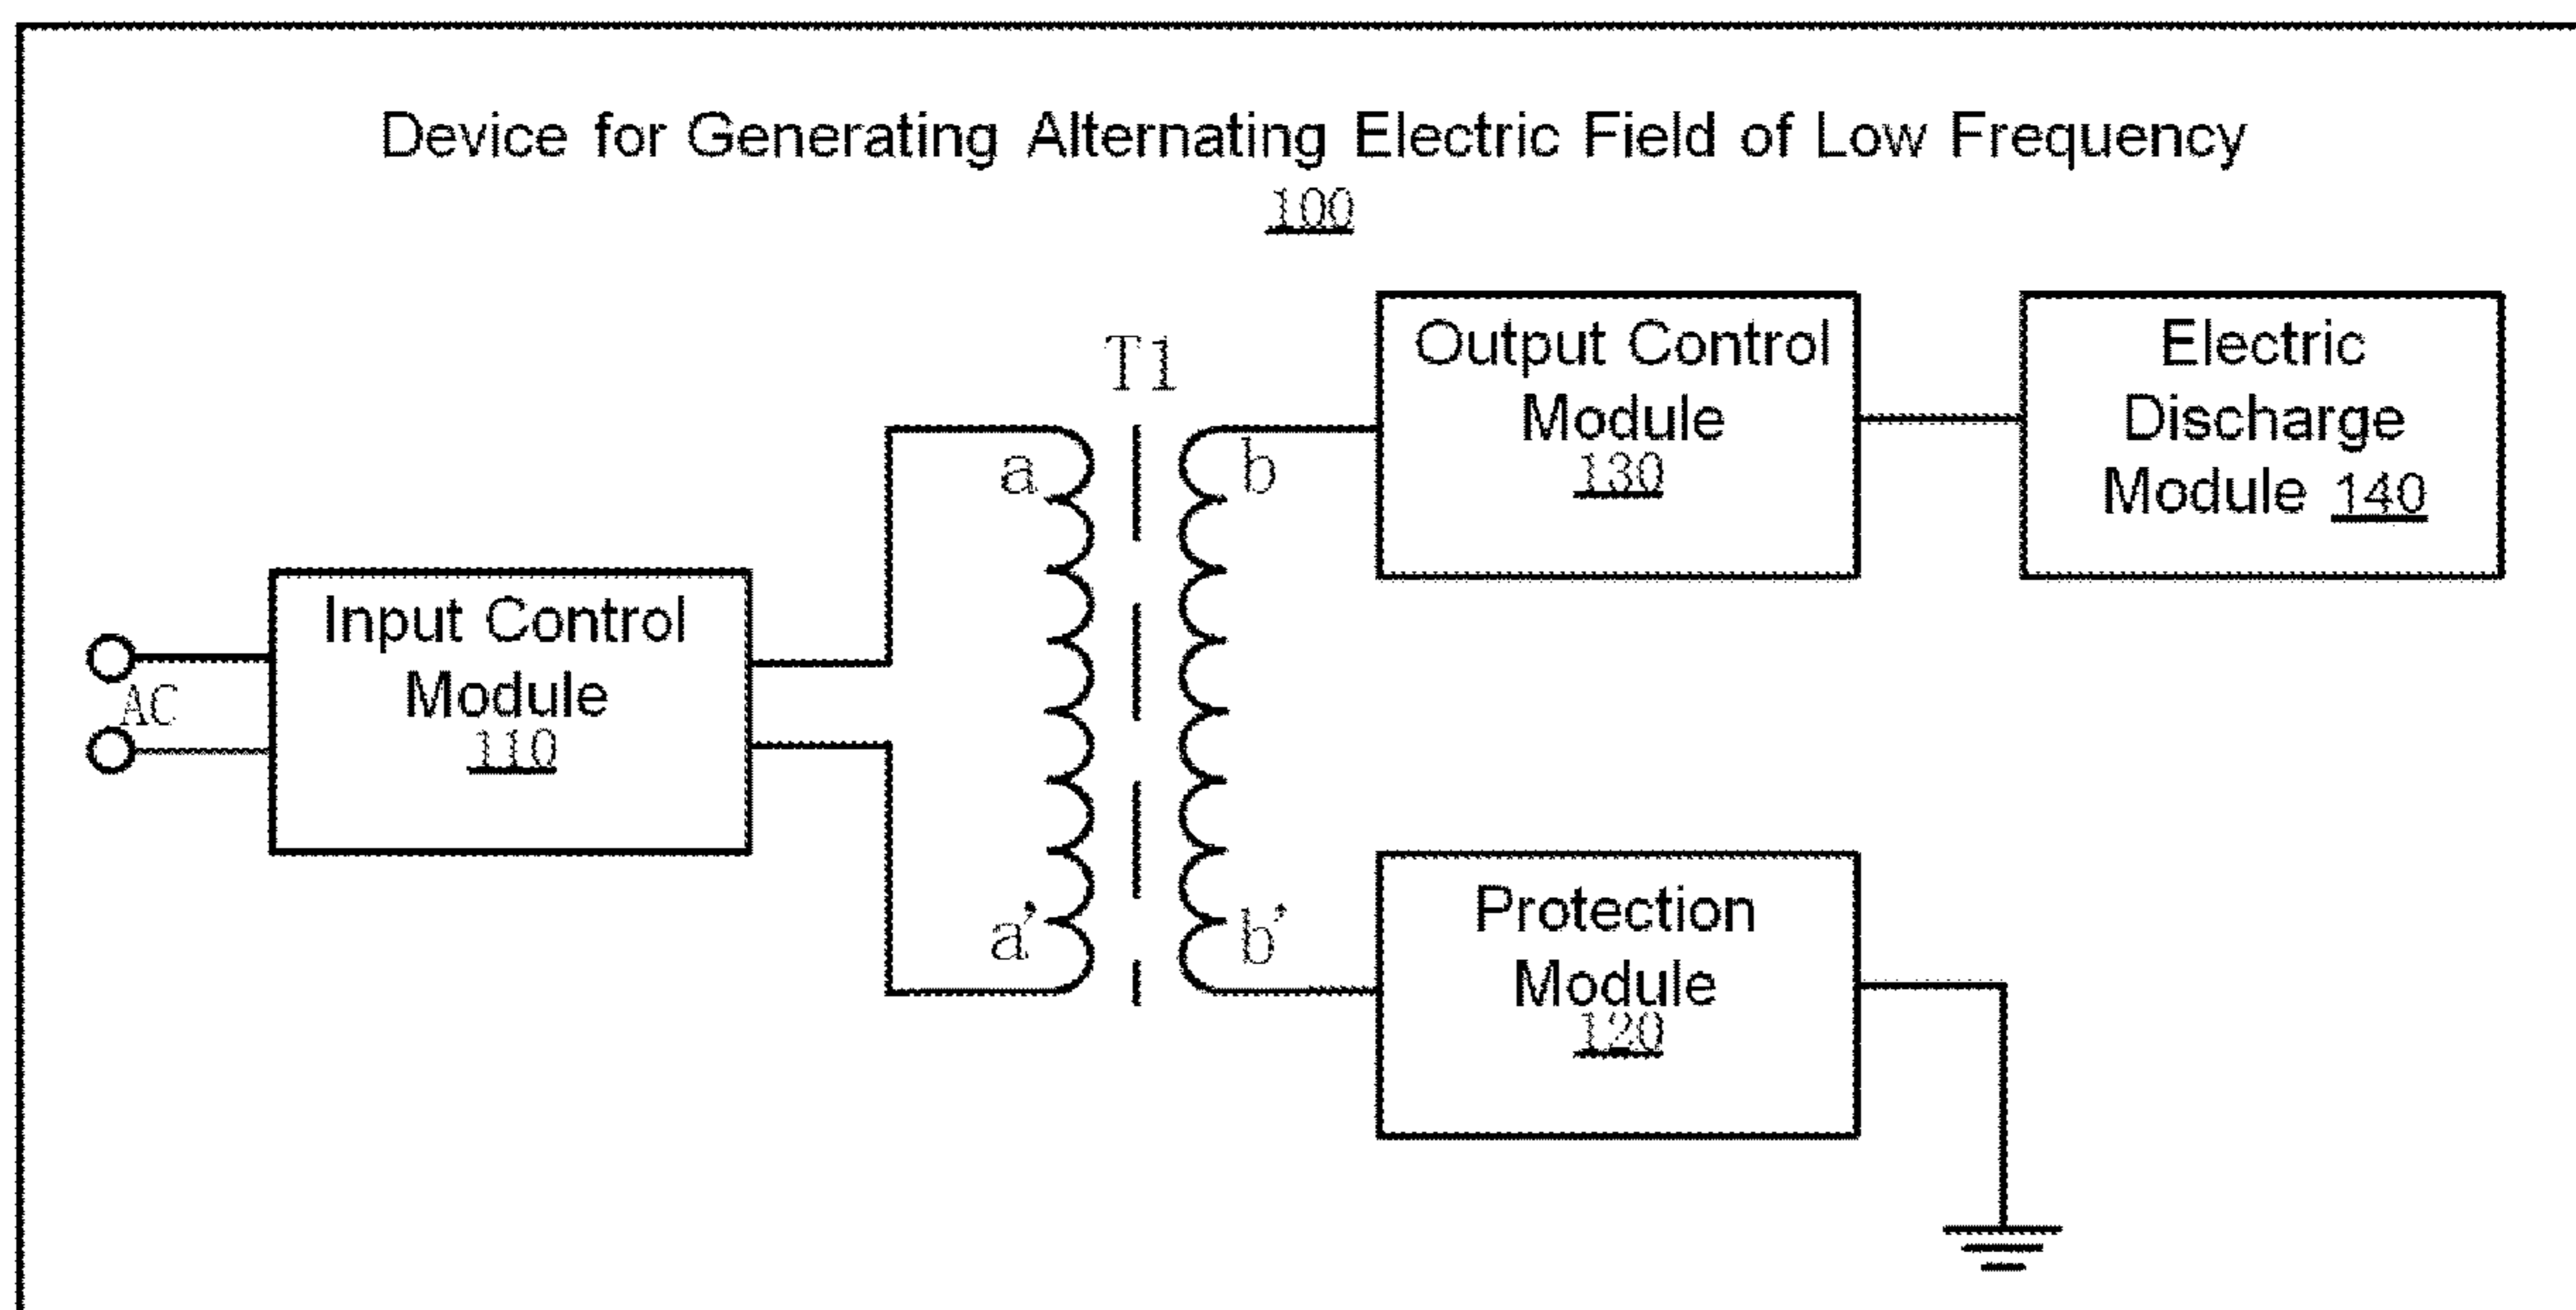 Device for Generating Alternating Electric Field of Low Frequency
100
T1
Output Control
Module
130
Electric
Discharge
Module 140
a
b
Input Control
Module
110
AC
a'
b'
Protection
Module
120